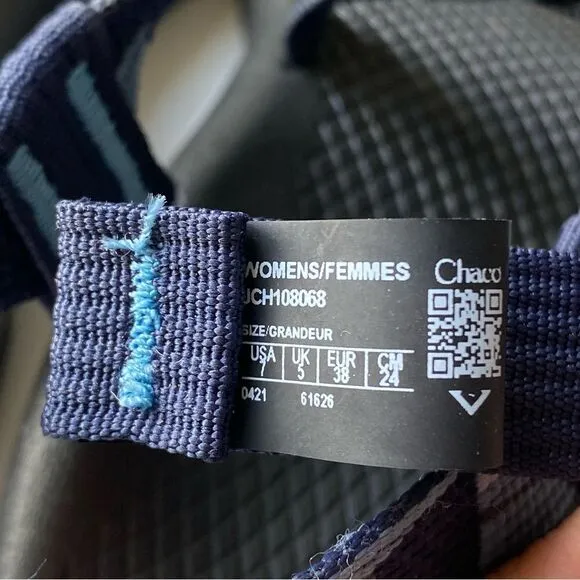 WOMENS/FEMMES
Chaco
JCH108068
SIZE/GRANDEUR
USA UK EUR CM
7 5 38 24
0421 61626